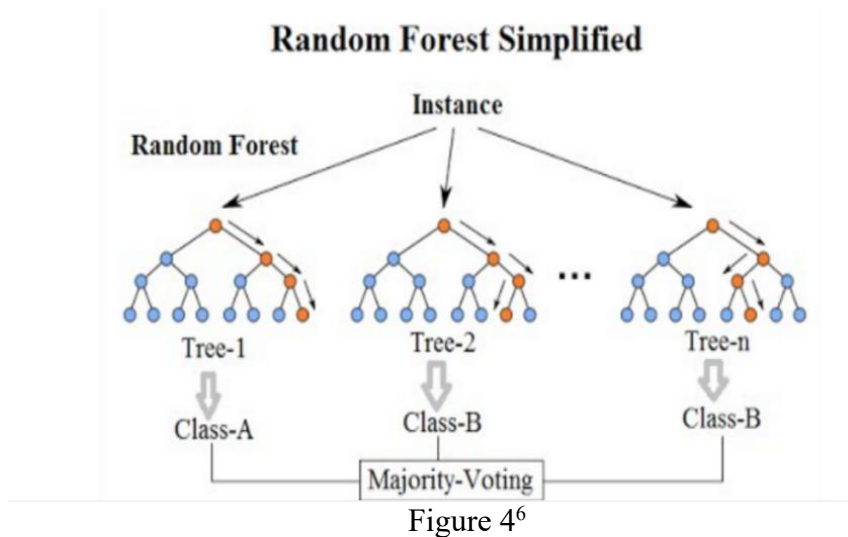 Random Forest Simplified
Instance
Random Forest
...
Tree-1 Tree-2 Tree-n
Class-A Class-B Class-B
Majority-Voting
Figure 4⁶